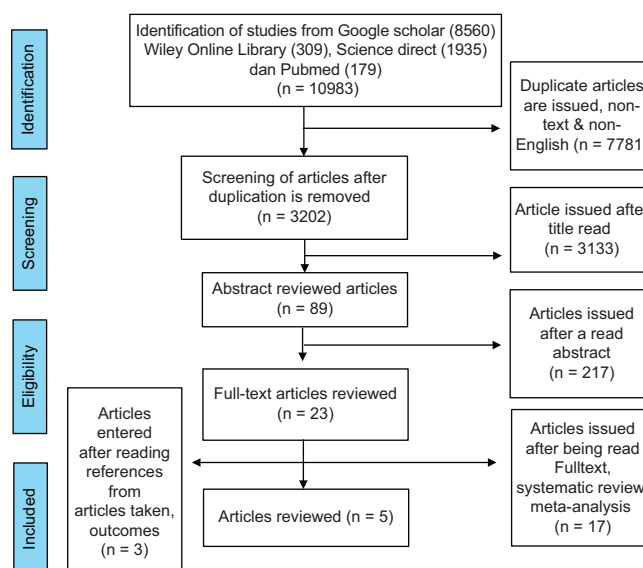 Identification
Identification of studies from Google scholar (8560)
Wiley Online Library (309), Science direct (1935)
dan Pubmed (179)
(n = 10983)
Duplicate articles
are issued, non-
text & non-
English (n = 7781)
Screening
Screening of articles after
duplication is removed
(n = 3202)
Article issued after
title read
(n = 3133)
Abstract reviewed articles
(n = 89)
Eligibility
Articles issued
after a read
abstract
(n = 217)
Full-text articles reviewed
(n = 23)
Articles
entered
after reading
references
from
articles taken,
outcomes
(n = 3)
Articles issued
after being read
Fulltext,
systematic review
meta-analysis
(n = 17)
Included
Articles reviewed (n = 5)